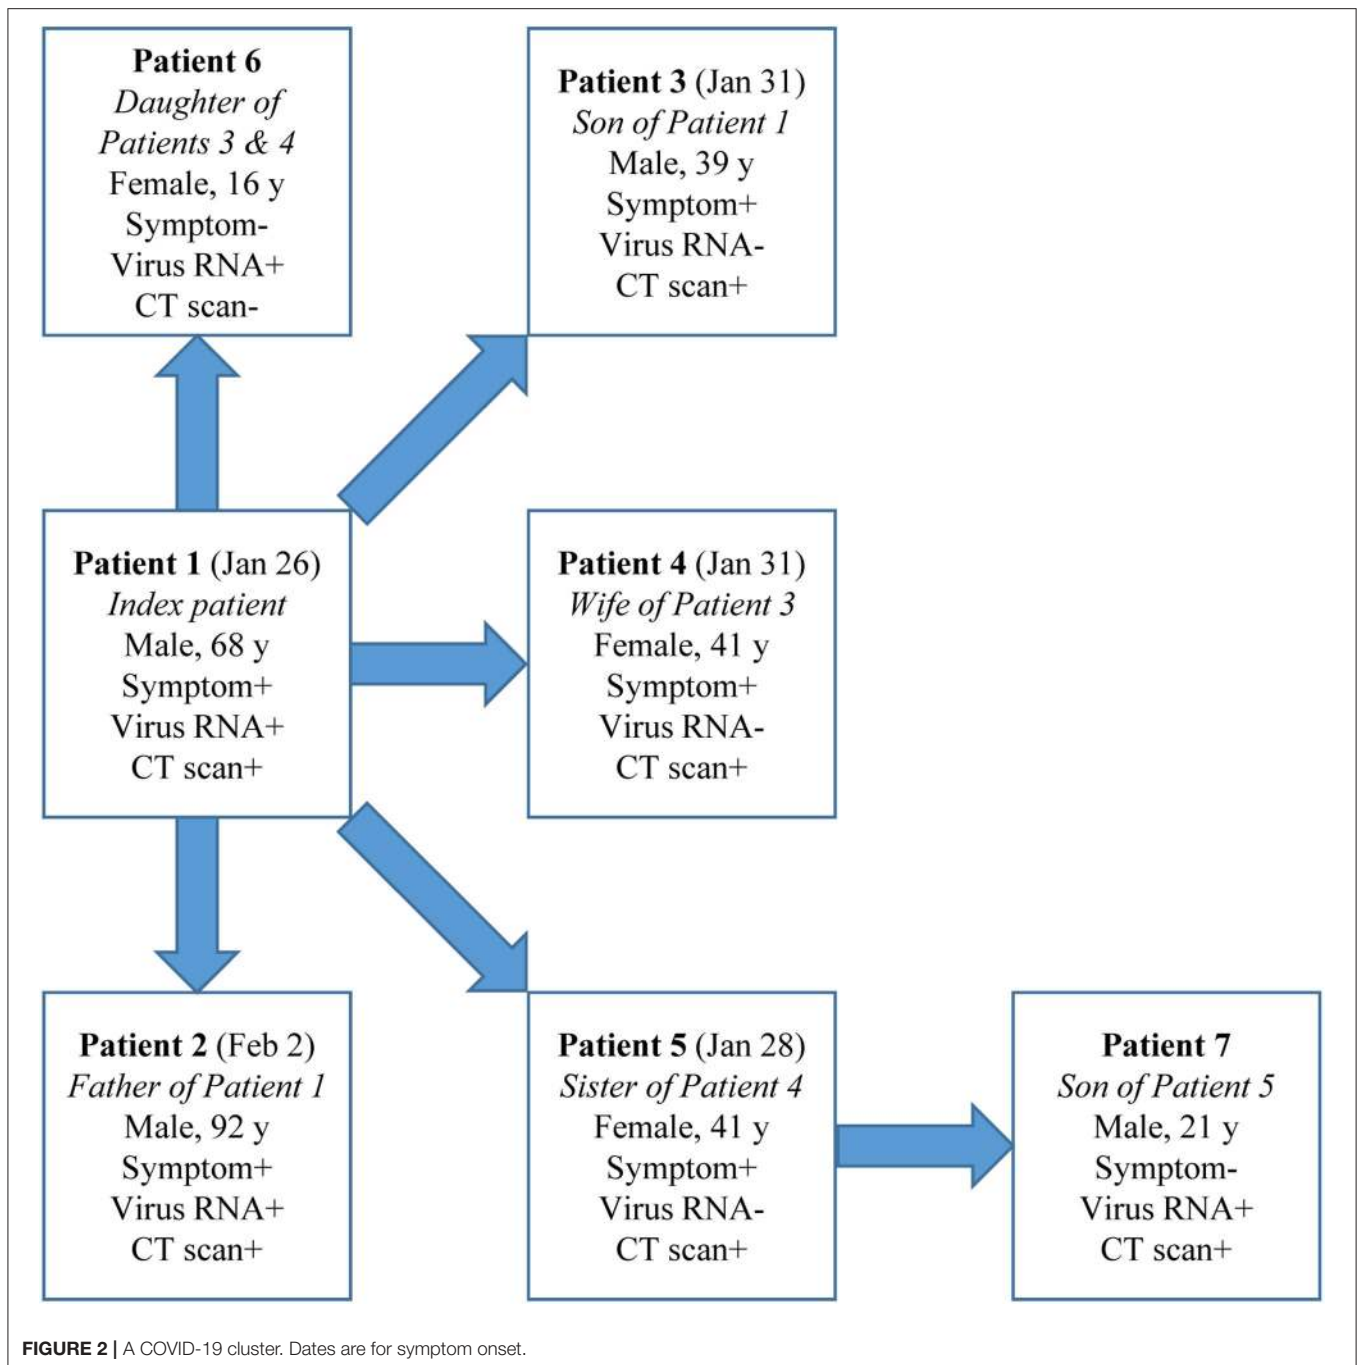 Patient 6
Daughter of
Patients 3 & 4
Female, 16 y
Symptom-
Virus RNA+
CT scan-
Patient 3 (Jan 31)
Son of Patient 1
Male, 39 y
Symptom+
Virus RNA-
CT scan+
Patient 1 (Jan 26)
Index patient
Male, 68 y
Symptom+
Virus RNA+
CT scan+
Patient 4 (Jan 31)
Wife of Patient 3
Female, 41 y
Symptom+
Virus RNA-
CT scan+
Patient 2 (Feb 2)
Father of Patient 1
Male, 92 y
Symptom+
Virus RNA+
CT scan+
Patient 5 (Jan 28)
Sister of Patient 4
Female, 41 y
Symptom+
Virus RNA-
CT scan+
Patient 7
Son of Patient 5
Male, 21 y
Symptom-
Virus RNA+
CT scan+
FIGURE 2 | A COVID-19 cluster. Dates are for symptom onset.